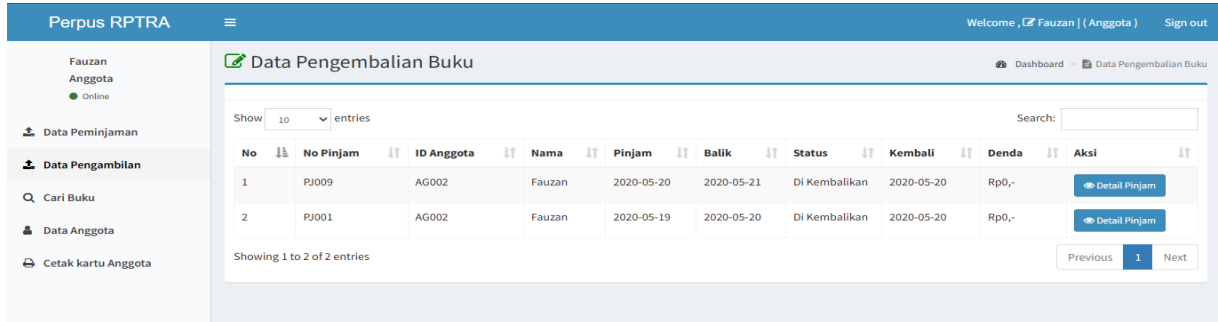 Perpus RPTRA
Welcome , Fauzan | ( Anggota ) Sign out
Fauzan
Anggota
Online
Data Peminjaman
Data Pengambilan
Cari Buku
Data Anggota
Cetak kartu Anggota
Data Pengembalian Buku
Dashboard > Data Pengembalian Buku
Show 10 entries Search:
No No Pinjam ID Anggota Nama Pinjam Balik Status Kembali Denda Aksi
1 PJ009 AG002 Fauzan 2020-05-20 2020-05-21 Di Kembalikan 2020-05-20 Rp0,- Detail Pinjam
2 PJ001 AG002 Fauzan 2020-05-19 2020-05-20 Di Kembalikan 2020-05-20 Rp0,- Detail Pinjam
Showing 1 to 2 of 2 entries
Previous 1 Next